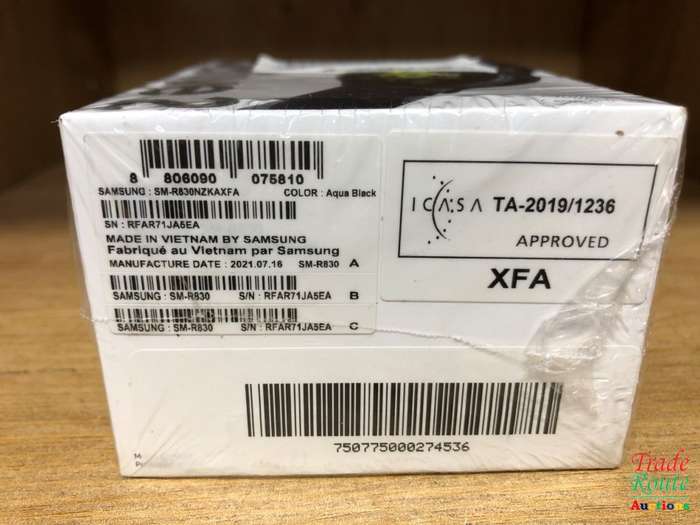 8 806090 075810
SAMSUNG : SM-R830NZKAXFA COLOR : Aqua Black
S/N : RFAR71JA5EA
MADE IN VIETNAM BY SAMSUNG
Fabriqué au Vietnam par Samsung
MANUFACTURE DATE : 2021.07.16 SM-R830 A
SAMSUNG : SM-R830 S/N : RFAR71JA5EA B
SAMSUNG : SM-R830 S/N : RFAR71JA5EA C
ICASA TA-2019/1236
APPROVED
XFA
750775000274536
Trade
Route
Auctions